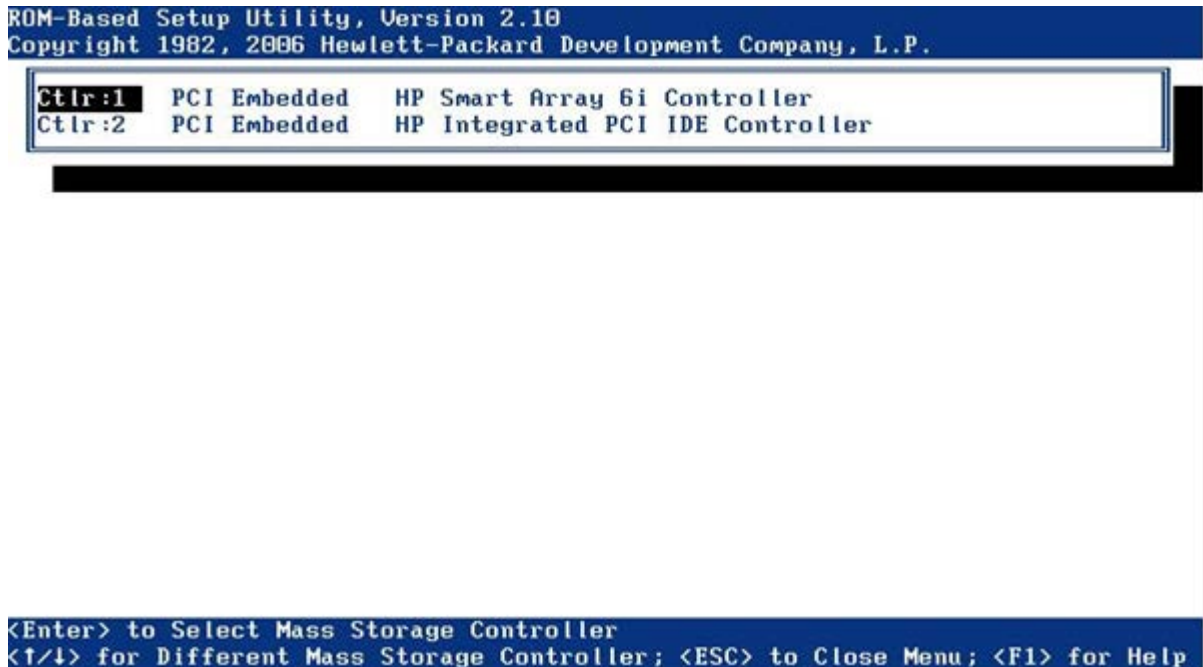 ROM-Based Setup Utility, Version 2.10
Copyright 1982, 2006 Hewlett-Packard Development Company, L.P.
Ctlr:1 PCI Embedded HP Smart Array 6i Controller
Ctlr:2 PCI Embedded HP Integrated PCI IDE Controller
<Enter> to Select Mass Storage Controller
<↑/↓> for Different Mass Storage Controller; <ESC> to Close Menu; <F1> for Help